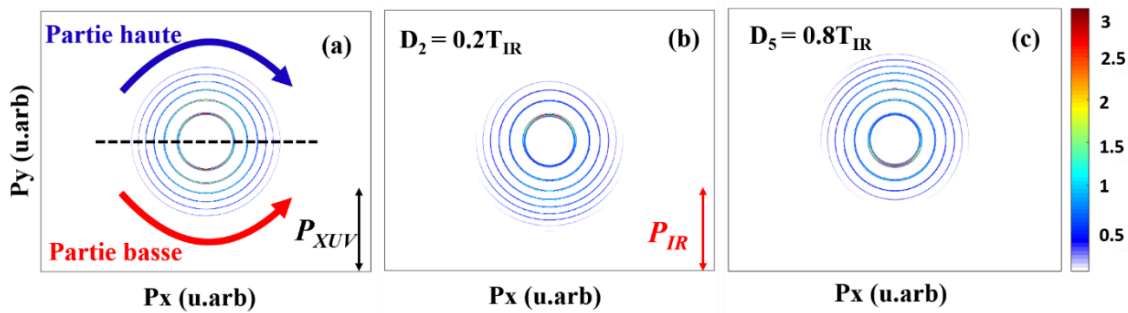 Partie haute
(a)
D₂ = 0.2T_IR
(b)
D₅ = 0.8T_IR
(c)
3
2.5
2
1.5
1
0.5
Py (u.arb)
P_XUV
P_IR
Partie basse
Px (u.arb)
Px (u.arb)
Px (u.arb)